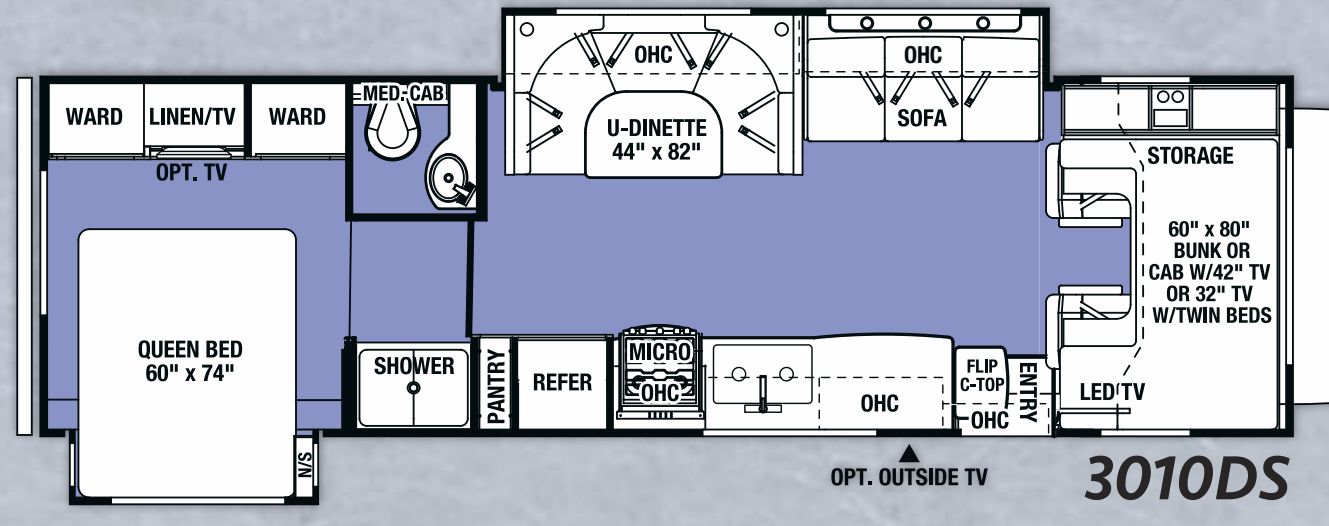 OHC
OHC
MED. CAB
WARD
LINEN/TV
WARD
U-DINETTE
44" x 82"
SOFA
OPT. TV
STORAGE
60" x 80"
BUNK OR
CAB W/42" TV
OR 32" TV
W/TWIN BEDS
QUEEN BED
60" x 74"
SHOWER
PANTRY
REFER
MICRO
OHC
OHC
FLIP
C-TOP
OHC
ENTRY
LED TV
N/S
OPT. OUTSIDE TV
3010DS